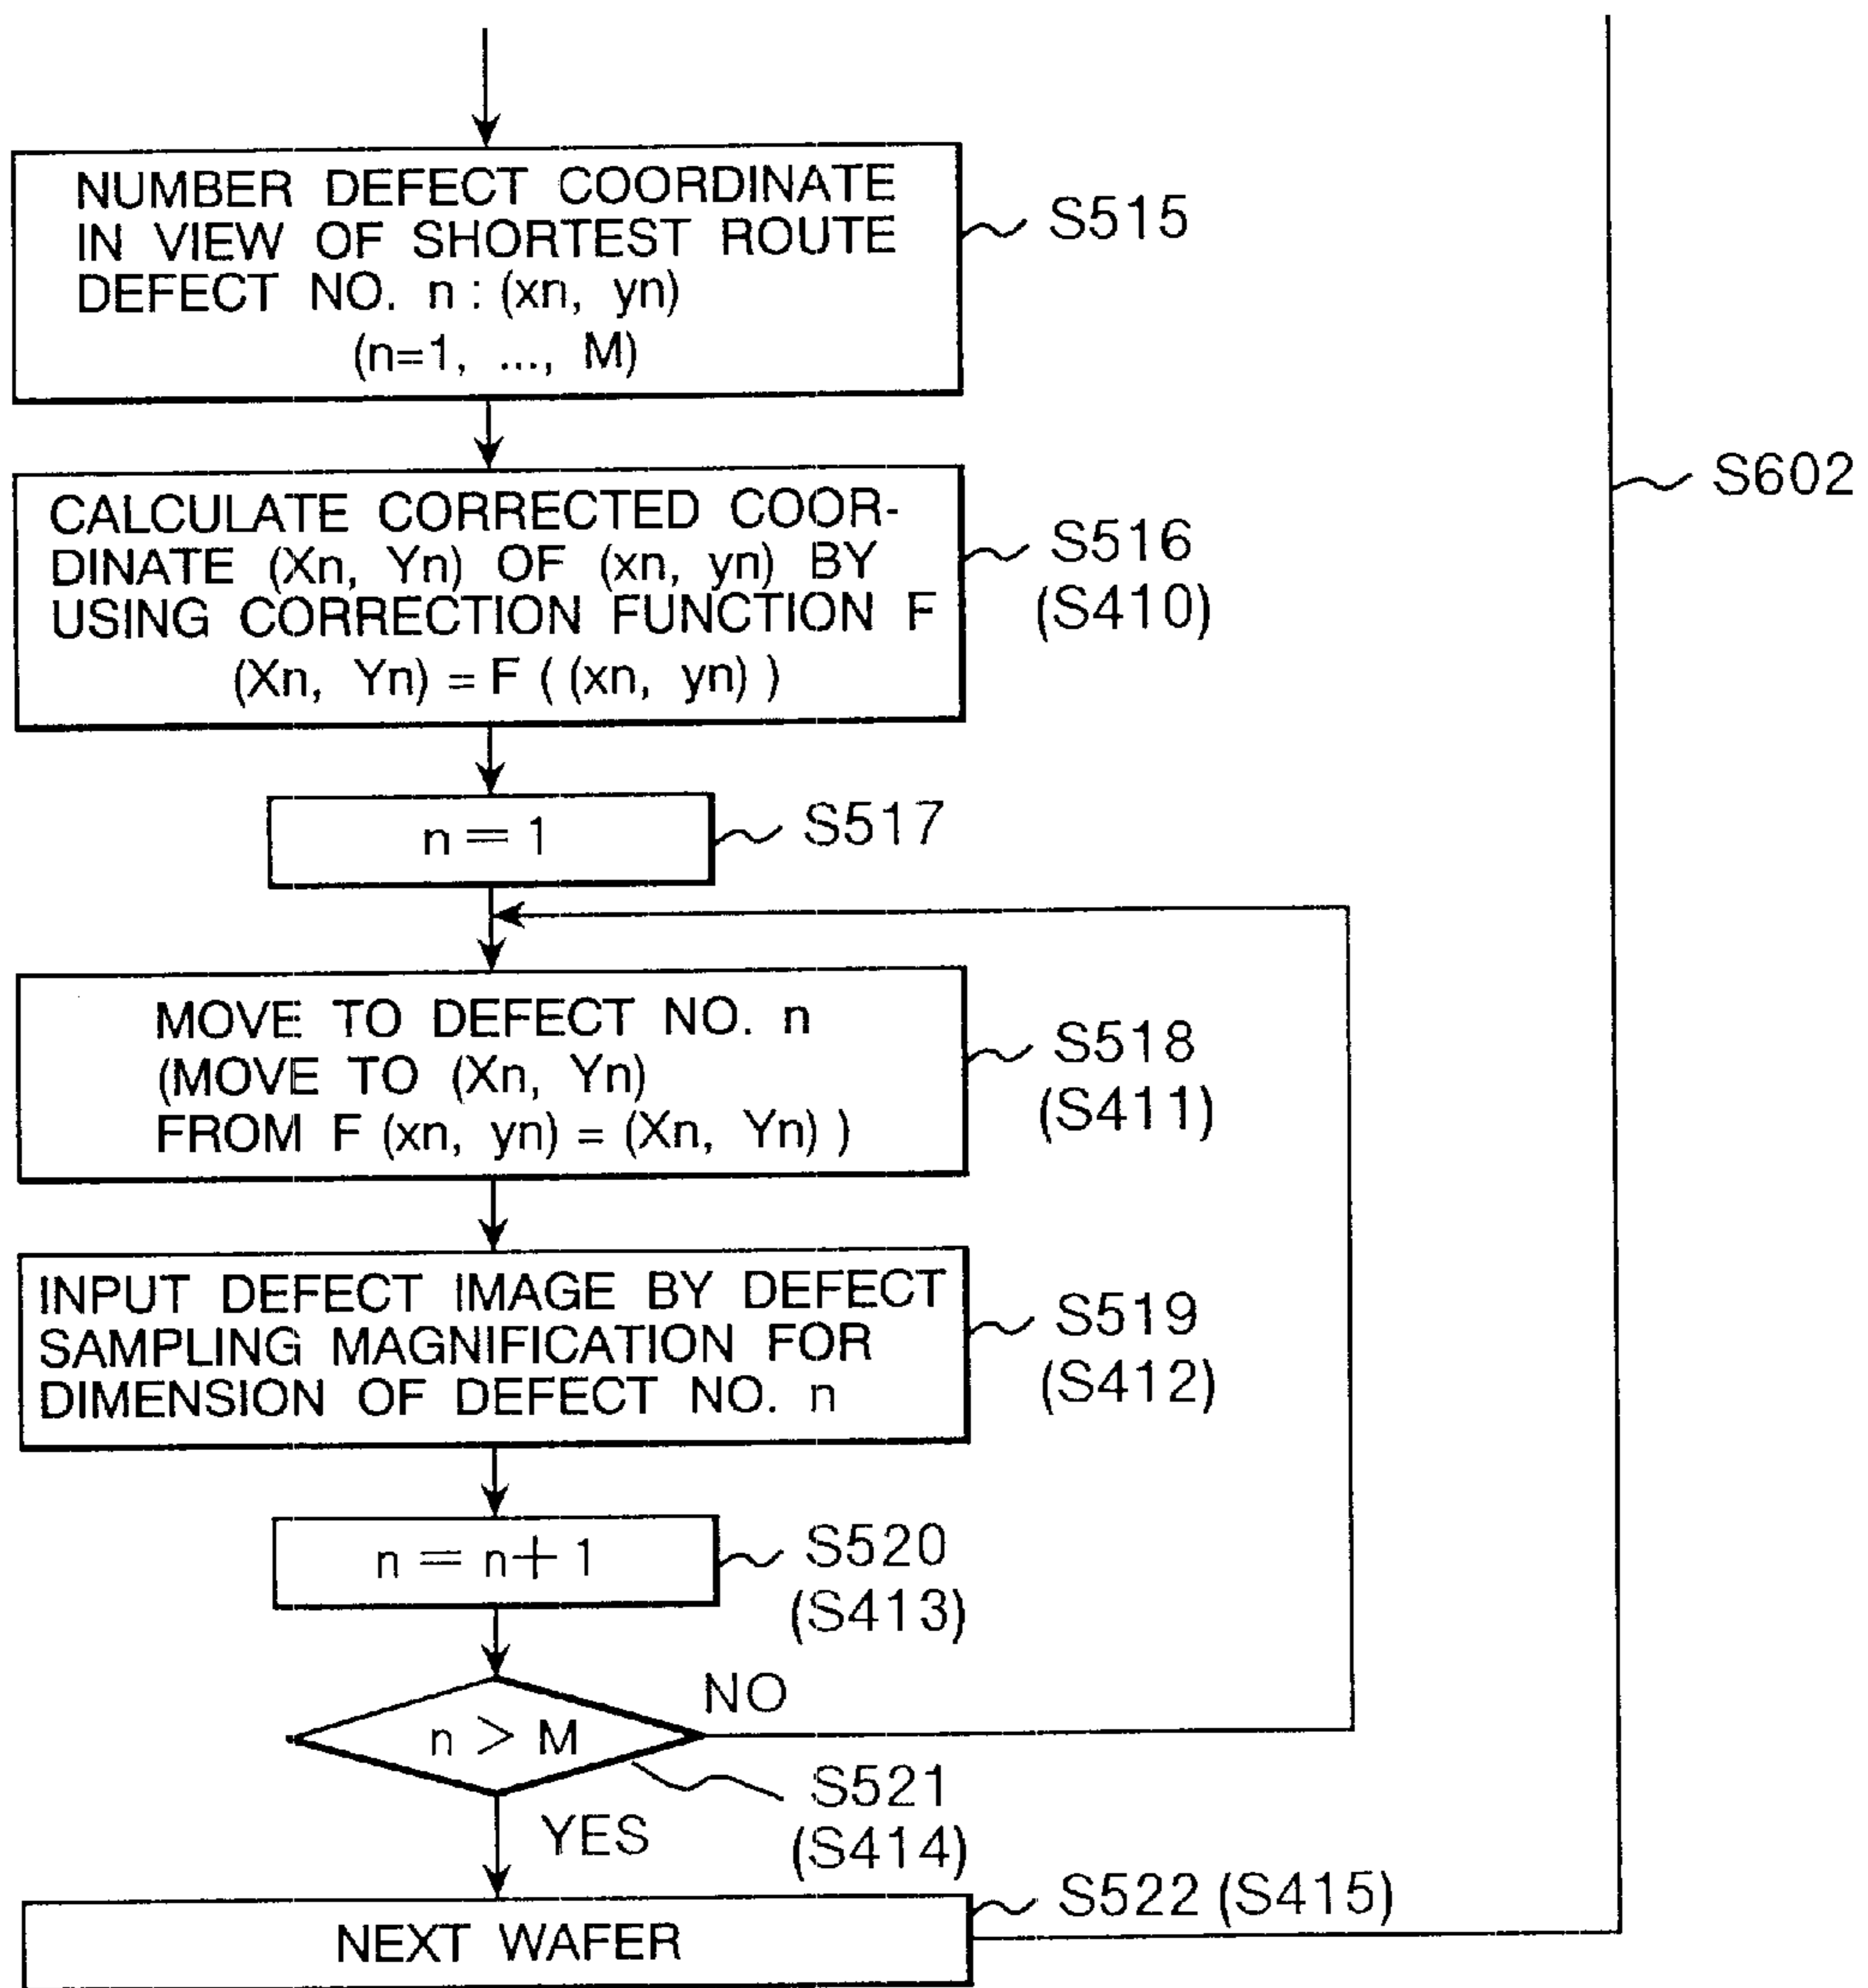 NUMBER DEFECT COORDINATE
IN VIEW OF SHORTEST ROUTE
DEFECT NO. n : (xn, yn)
(n=1, ..., M)
S515
S602
CALCULATE CORRECTED COOR-
DINATE (Xn, Yn) OF (xn, yn) BY
USING CORRECTION FUNCTION F
(Xn, Yn) = F ( (xn, yn) )
S516
(S410)
n = 1
S517
MOVE TO DEFECT NO. n
(MOVE TO (Xn, Yn)
FROM F (xn, yn) = (Xn, Yn) )
S518
(S411)
INPUT DEFECT IMAGE BY DEFECT
SAMPLING MAGNIFICATION FOR
DIMENSION OF DEFECT NO. n
S519
(S412)
n = n + 1
S520
(S413)
n > M
NO
S521
(S414)
YES
S522 (S415)
NEXT WAFER